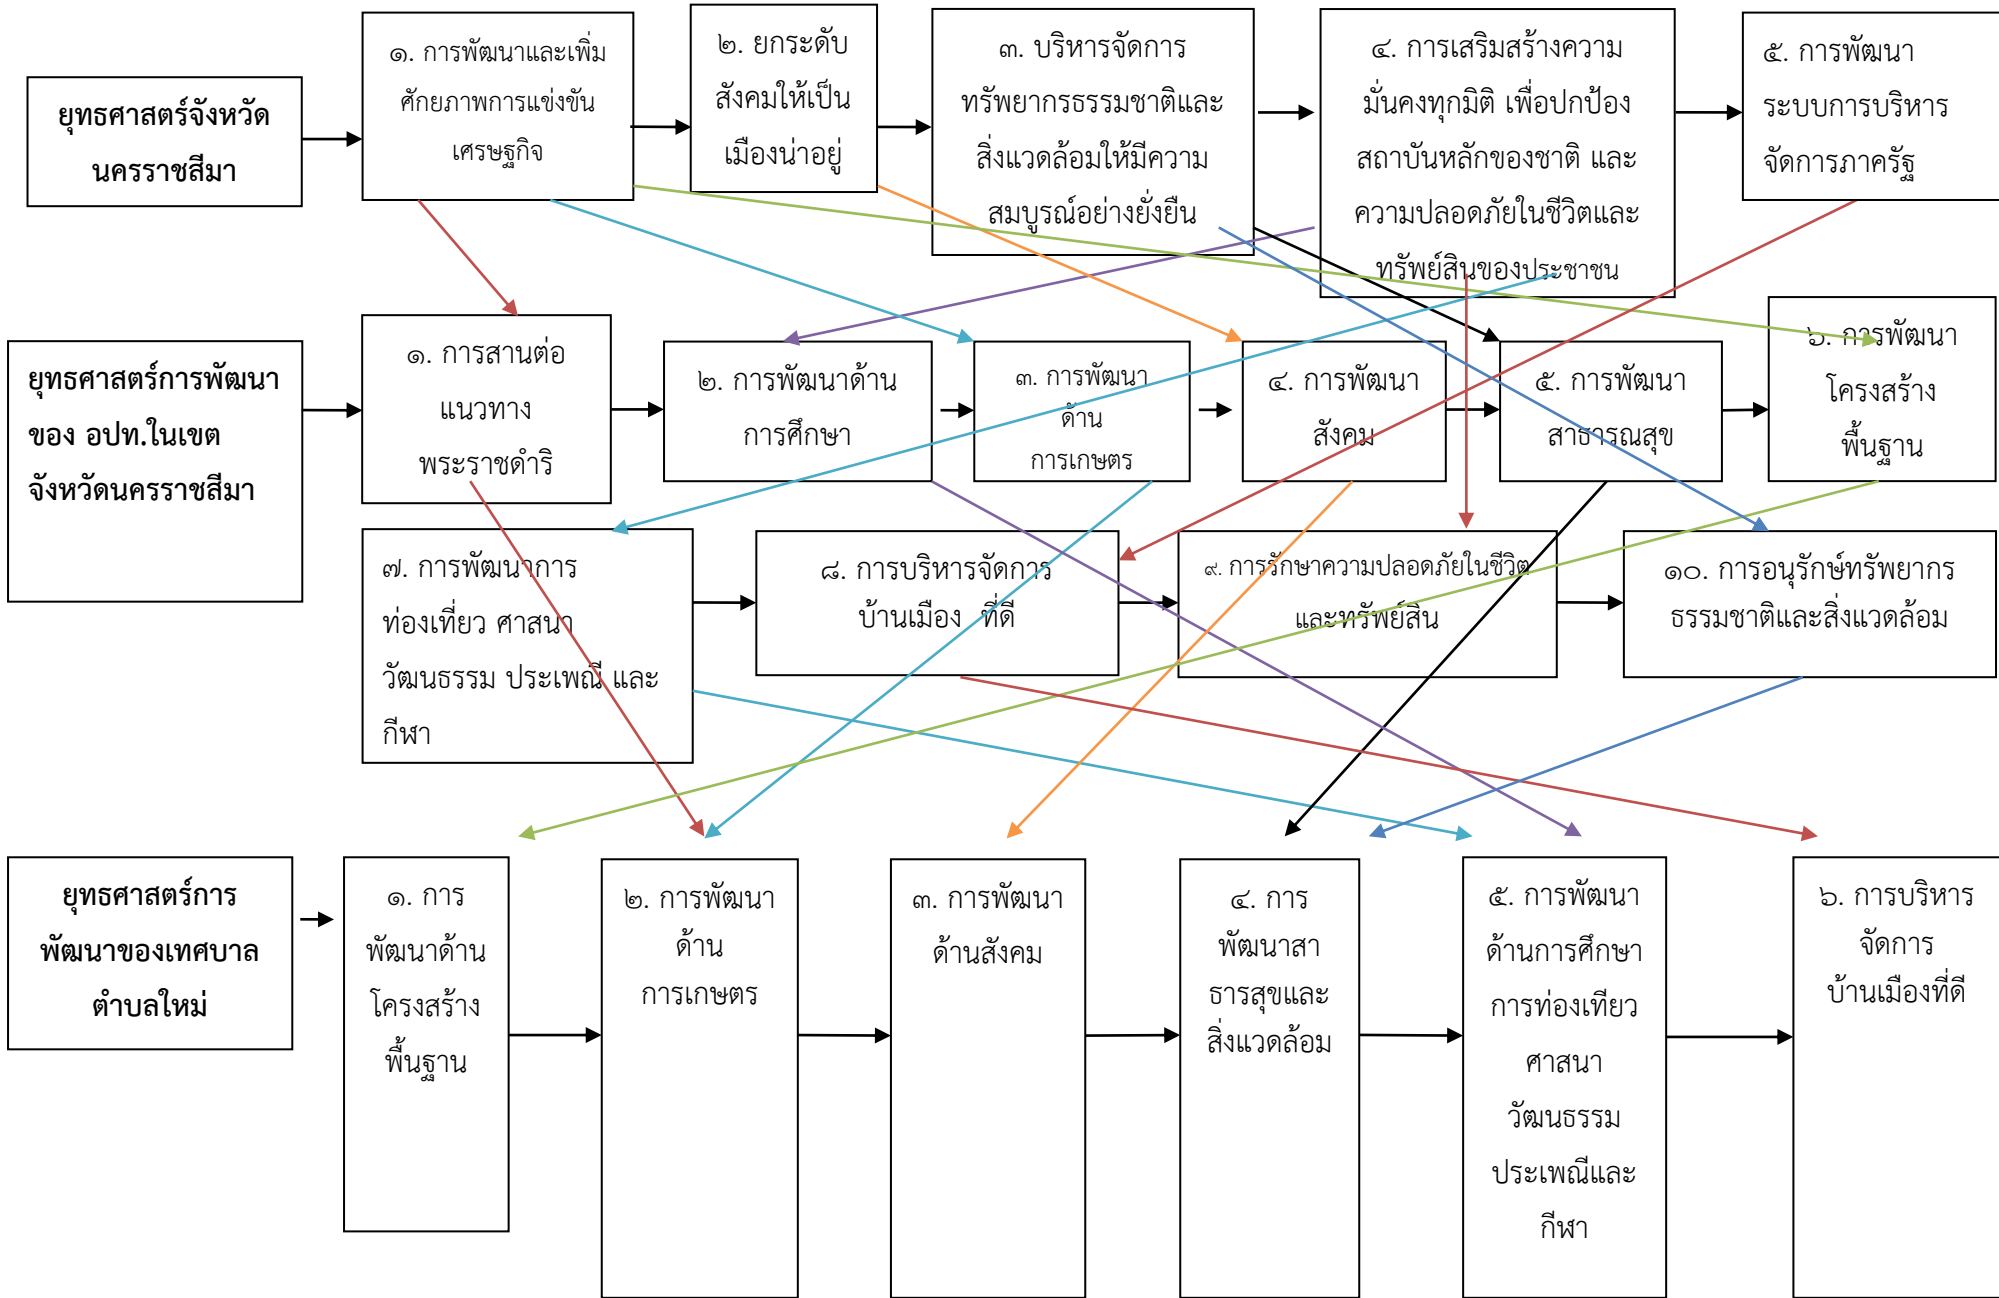 ยุทธศาสตร์จังหวัด
นครราชสีมา
๑. การพัฒนาและเพิ่ม
ศักยภาพการแข่งขัน
เศรษฐกิจ
๒. ยกระดับ
สังคมให้เป็น
เมืองน่าอยู่
๓. บริหารจัดการ
ทรัพยากรธรรมชาติและ
สิ่งแวดล้อมให้มีความ
สมบูรณ์อย่างยั่งยืน
๔. การเสริมสร้างความ
มั่นคงทุกมิติ เพื่อปกป้อง
สถาบันหลักของชาติ และ
ความปลอดภัยในชีวิตและ
ทรัพย์สินของประชาชน
๕. การพัฒนา
ระบบการบริหาร
จัดการภาครัฐ
ยุทธศาสตร์การพัฒนา
ของ อปท.ในเขต
จังหวัดนครราชสีมา
๑. การสานต่อ
แนวทาง
พระราชดำริ
๒. การพัฒนาด้าน
การศึกษา
๓. การพัฒนา
ด้าน
การเกษตร
๔. การพัฒนา
สังคม
๕. การพัฒนา
สาธารณสุข
๖. การพัฒนา
โครงสร้าง
พื้นฐาน
๗. การพัฒนาการ
ท่องเที่ยว ศาสนา
วัฒนธรรม ประเพณี และ
กีฬา
๘. การบริหารจัดการ
บ้านเมือง ที่ดี
๙. การรักษาความปลอดภัยในชีวิต
และทรัพย์สิน
๑๐. การอนุรักษ์ทรัพยากร
ธรรมชาติและสิ่งแวดล้อม
ยุทธศาสตร์การ
พัฒนาของเทศบาล
ตำบลใหม่
๑. การ
พัฒนาด้าน
โครงสร้าง
พื้นฐาน
๒. การพัฒนา
ด้าน
การเกษตร
๓. การพัฒนา
ด้านสังคม
๔. การ
พัฒนาสา
ธารสุขและ
สิ่งแวดล้อม
๕. การพัฒนา
ด้านการศึกษา
การท่องเทียว
ศาสนา
วัฒนธรรม
ประเพณีและ
กีฬา
๖. การบริหาร
จัดการ
บ้านเมืองที่ดี